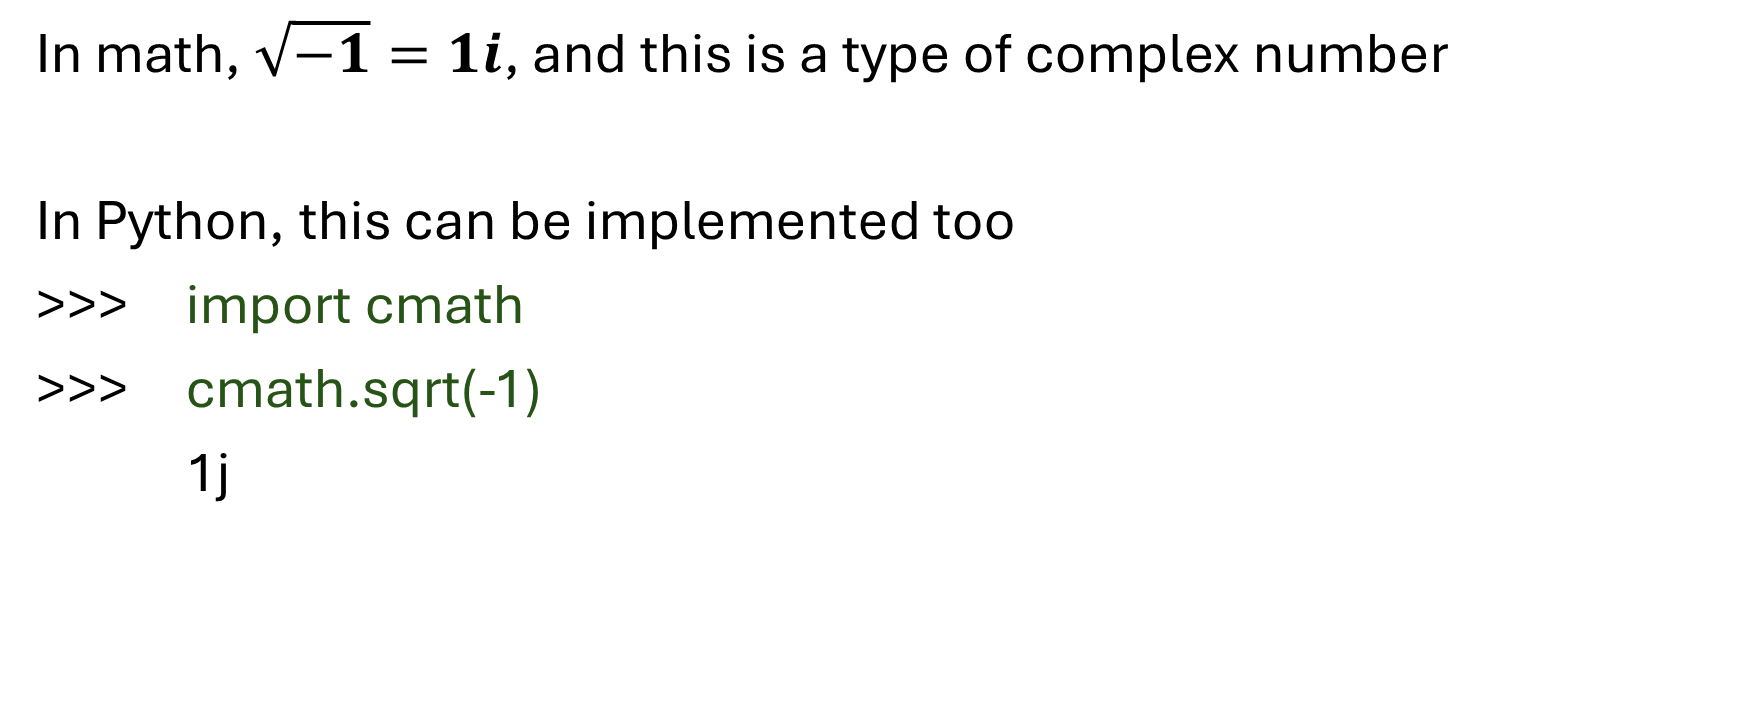 In math, √−1 = 1i, and this is a type of complex number
In Python, this can be implemented too
>>> import cmath
>>> cmath.sqrt(-1)
1j